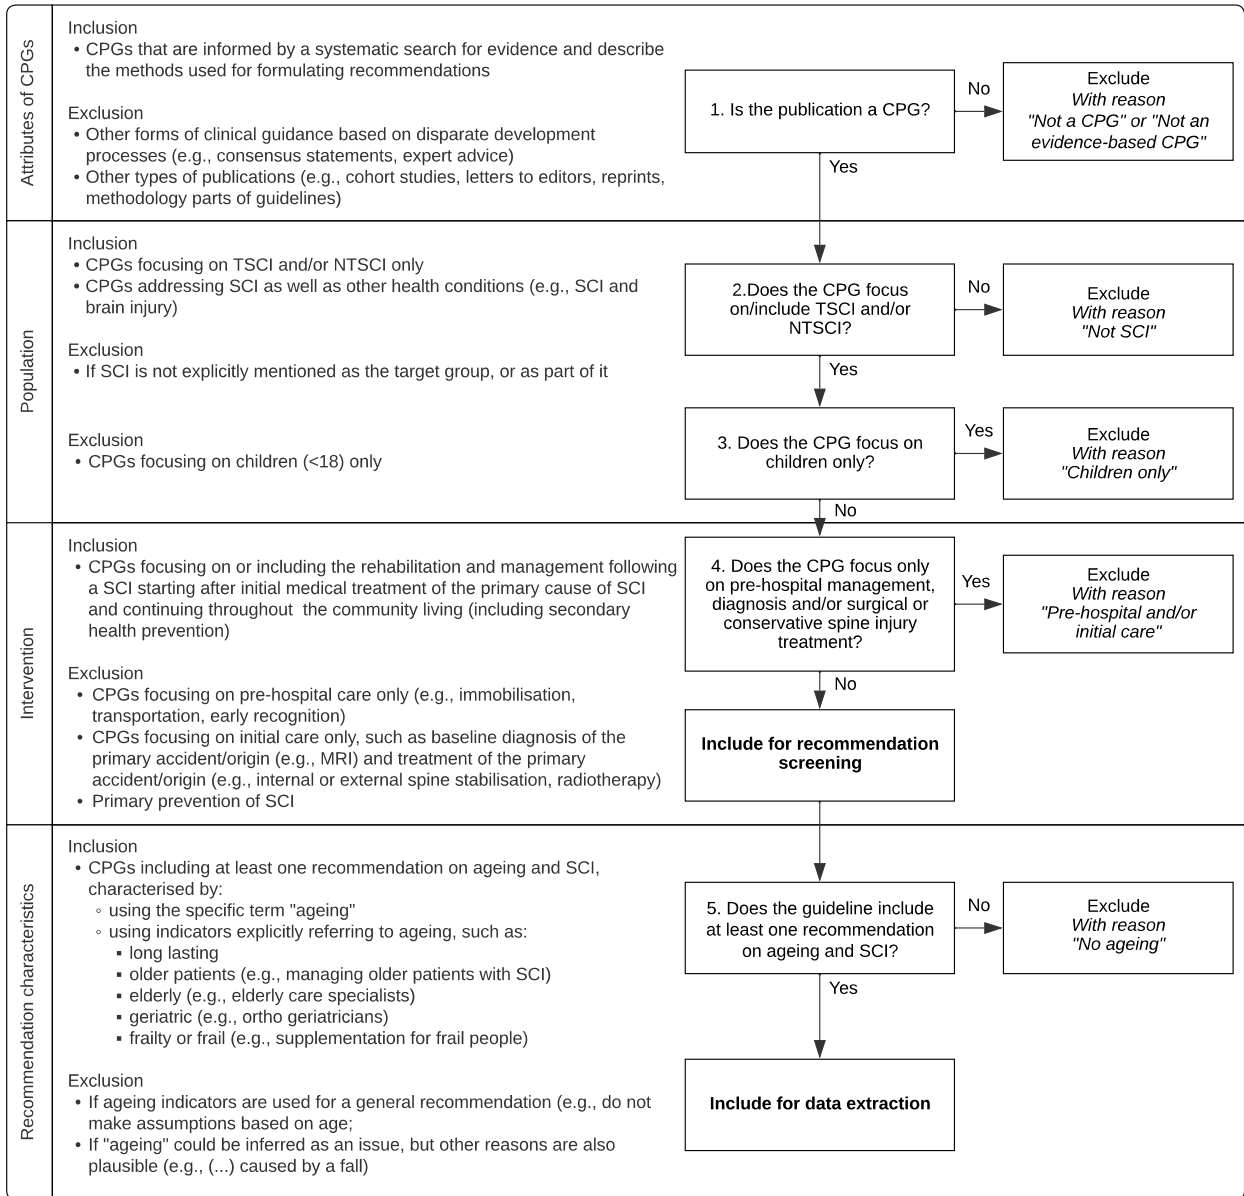 Attributes of CPGs
Inclusion
• CPGs that are informed by a systematic search for evidence and describe
the methods used for formulating recommendations
Exclusion
• Other forms of clinical guidance based on disparate development
processes (e.g., consensus statements, expert advice)
• Other types of publications (e.g., cohort studies, letters to editors, reprints,
methodology parts of guidelines)
1. Is the publication a CPG?
No
Exclude
With reason
"Not a CPG" or "Not an
evidence-based CPG"
Yes
Population
Inclusion
• CPGs focusing on TSCI and/or NTSCI only
• CPGs addressing SCI as well as other health conditions (e.g., SCI and
brain injury)
Exclusion
• If SCI is not explicitly mentioned as the target group, or as part of it
Exclusion
• CPGs focusing on children (<18) only
2.Does the CPG focus
on/include TSCI and/or
NTSCI?
No
Exclude
With reason
"Not SCI"
Yes
3. Does the CPG focus on
children only?
Yes
Exclude
With reason
"Children only"
No
Intervention
Inclusion
• CPGs focusing on or including the rehabilitation and management following
a SCI starting after initial medical treatment of the primary cause of SCI
and continuing throughout  the community living (including secondary
health prevention)
Exclusion
• CPGs focusing on pre-hospital care only (e.g., immobilisation,
transportation, early recognition)
• CPGs focusing on initial care only, such as baseline diagnosis of the
primary accident/origin (e.g., MRI) and treatment of the primary
accident/origin (e.g., internal or external spine stabilisation, radiotherapy)
• Primary prevention of SCI
4. Does the CPG focus only
on pre-hospital management,
diagnosis and/or surgical or
conservative spine injury
treatment?
Yes
Exclude
With reason
"Pre-hospital and/or
initial care"
No
Include for recommendation
screening
Recommendation characteristics
Inclusion
• CPGs including at least one recommendation on ageing and SCI,
characterised by:
◦ using the specific term "ageing"
◦ using indicators explicitly referring to ageing, such as:
▪ long lasting
▪ older patients (e.g., managing older patients with SCI)
▪ elderly (e.g., elderly care specialists)
▪ geriatric (e.g., ortho geriatricians)
▪ frailty or frail (e.g., supplementation for frail people)
Exclusion
• If ageing indicators are used for a general recommendation (e.g., do not
make assumptions based on age;
• If "ageing" could be inferred as an issue, but other reasons are also
plausible (e.g., (...) caused by a fall)
5. Does the guideline include
at least one recommendation
on ageing and SCI?
No
Exclude
With reason
"No ageing"
Yes
Include for data extraction